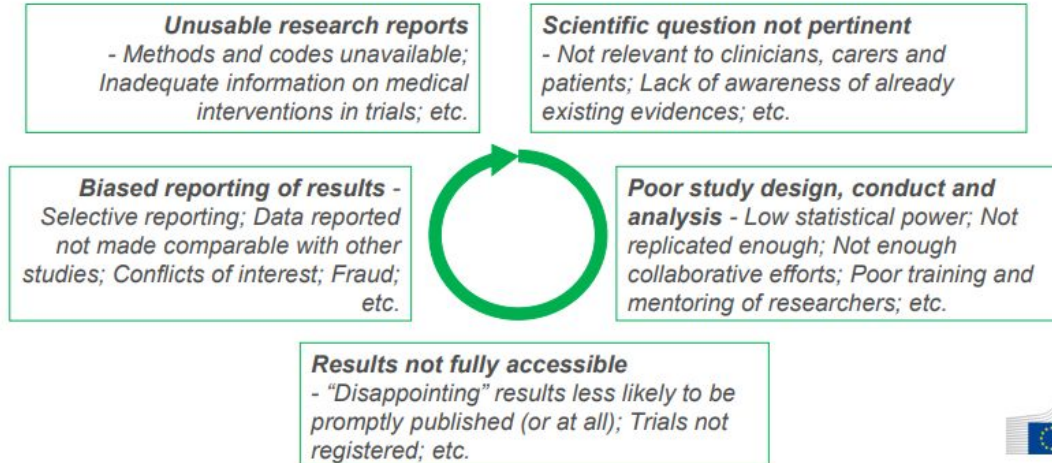 Unusable research reports
- Methods and codes unavailable;
Inadequate information on medical
interventions in trials; etc.
Scientific question not pertinent
- Not relevant to clinicians, carers and
patients; Lack of awareness of already
existing evidences; etc.
Biased reporting of results -
Selective reporting; Data reported
not made comparable with other
studies; Conflicts of interest; Fraud;
etc.
Poor study design, conduct and
analysis - Low statistical power; Not
replicated enough; Not enough
collaborative efforts; Poor training and
mentoring of researchers; etc.
Results not fully accessible
- “Disappointing” results less likely to be
promptly published (or at all); Trials not
registered; etc.